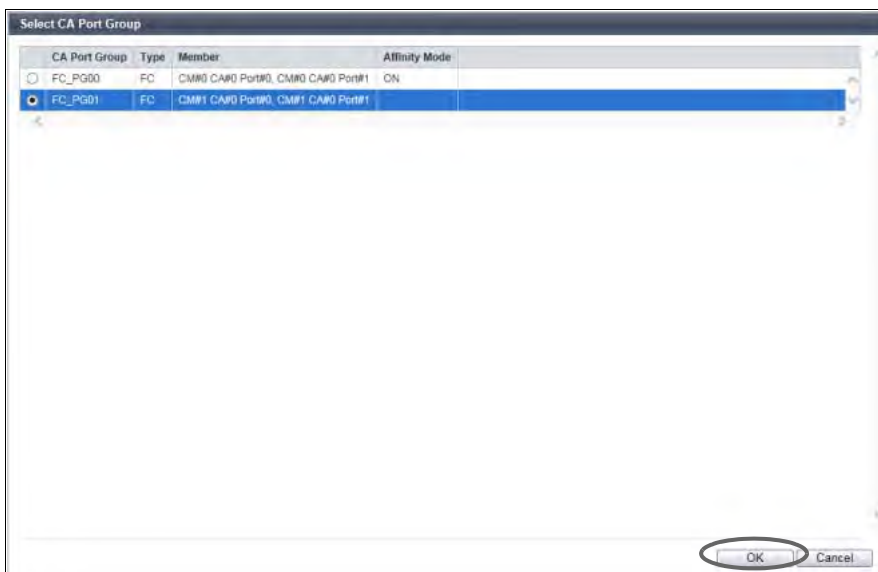 Select CA Port Group
CA Port Group Type Member Affinity Mode
FC_PG00 FC CM#0 CA#0 Port#0, CM#0 CA#0 Port#1 ON
FC_PG01 FC CM#1 CA#0 Port#0, CM#1 CA#0 Port#1
OK Cancel